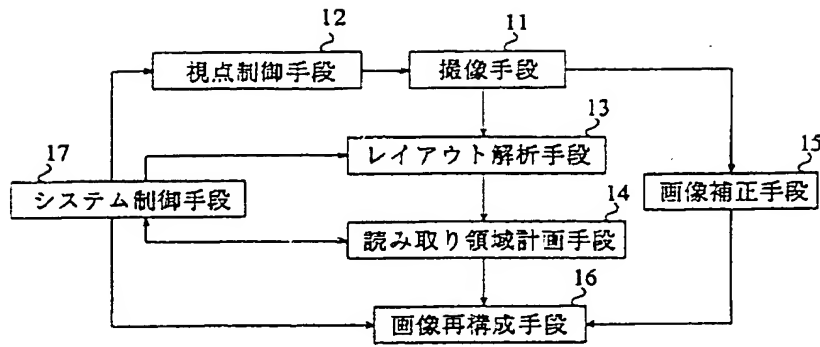 12
視点制御手段
11
撮像手段
13
レイアウト解析手段
17
システム制御手段
15
画像補正手段
14
読み取り領域計画手段
16
画像再構成手段